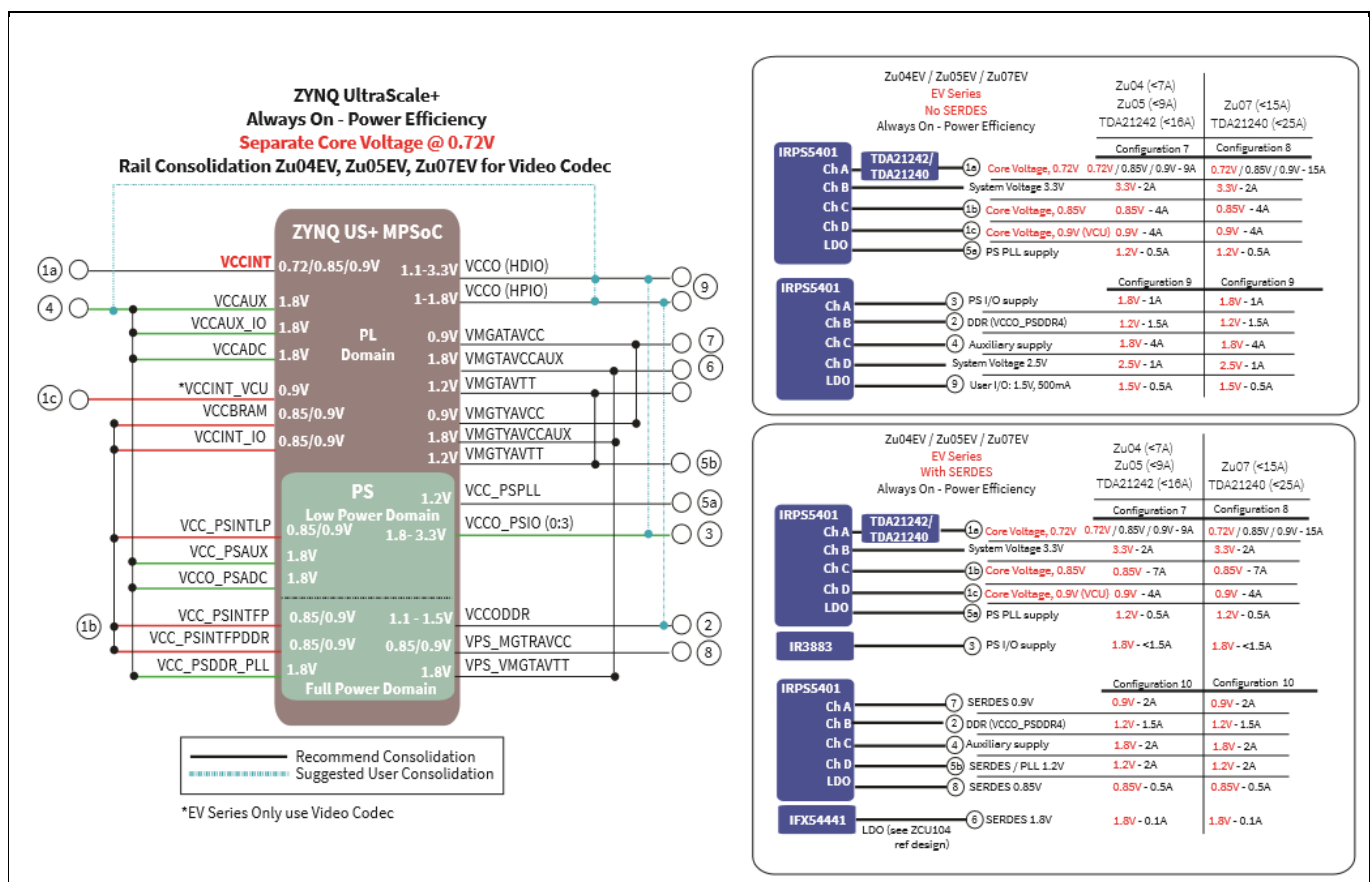 ZYNQ UltraScale+
Always On - Power Efficiency
Separate Core Voltage @ 0.72V
Rail Consolidation Zu04EV, Zu05EV, Zu07EV for Video Codec
ZYNQ US+ MPSoC
1a
VCCINT
0.72/0.85/0.9V
1.1-3.3V
VCCO (HDIO)
4
VCCAUX
1.8V
1-1.8V
VCCO (HPIO)
9
VCCAUX_IO
1.8V
PL
Domain
0.9V
VMGATAVCC
7
VCCADC
1.8V
1.8V
VMGTAVCCAUX
6
1c
*VCCINT_VCU
0.9V
1.2V
VMGTAVTT
VCCBRAM
0.85/0.9V
0.9V
VMGTYAVCC
VCCINT_IO
0.85/0.9V
1.8V
VMGTYAVCCAUX
1.2V
VMGTYAVTT
5b
PS
Low Power Domain
1.2V
VCC_PSPLL
5a
VCC_PSINTLP
0.85/0.9V
1.8- 3.3V
VCCO_PSIO (0:3)
3
VCC_PSAUX
1.8V
VCCO_PSADC
1.8V
1b
VCC_PSINTFP
0.85/0.9V
1.1 - 1.5V
VCCODDR
2
VCC_PSINTFPDDR
0.85/0.9V
0.85/0.9V
VPS_MGTRAVCC
8
VCC_PSDDR_PLL
1.8V
1.8V
VPS_VMGTAVTT
Full Power Domain
Recommend Consolidation
Suggested User Consolidation
*EV Series Only use Video Codec
Zu04EV / Zu05EV / Zu07EV
EV Series
No SERDES
Always On - Power Efficiency
Zu04 (<7A)
Zu05 (<9A)
TDA21242 (<16A)
Zu07 (<15A)
TDA21240 (<25A)
Configuration 7
Configuration 8
IRPS5401
Ch A TDA21242/ TDA21240 1a Core Voltage, 0.72V 0.72V / 0.85V / 0.9V - 9A 0.72V / 0.85V / 0.9V - 15A
Ch B System Voltage 3.3V 3.3V - 2A 3.3V - 2A
Ch C 1b Core Voltage, 0.85V 0.85V - 4A 0.85V - 4A
Ch D 1c Core Voltage, 0.9V (VCU) 0.9V - 4A 0.9V - 4A
LDO 5a PS PLL supply 1.2V - 0.5A 1.2V - 0.5A
Configuration 9
Configuration 9
IRPS5401
Ch A 3 PS I/O supply 1.8V - 1A 1.8V - 1A
Ch B 2 DDR (VCCO_PSDDR4) 1.2V - 1.5A 1.2V - 1.5A
Ch C 4 Auxiliary supply 1.8V - 4A 1.8V - 4A
Ch D System Voltage 2.5V 2.5V - 1A 2.5V - 1A
LDO 9 User I/O: 1.5V, 500mA 1.5V - 0.5A 1.5V - 0.5A
Zu04EV / Zu05EV / Zu07EV
EV Series
With SERDES
Always On - Power Efficiency
Zu04 (<7A)
Zu05 (<9A)
TDA21242 (<16A)
Zu07 (<15A)
TDA21240 (<25A)
Configuration 7
Configuration 8
IRPS5401
Ch A TDA21242/ TDA21240 1a Core Voltage, 0.72V 0.72V / 0.85V / 0.9V - 9A 0.72V / 0.85V / 0.9V - 15A
Ch B System Voltage 3.3V 3.3V - 2A 3.3V - 2A
Ch C 1b Core Voltage, 0.85V 0.85V - 7A 0.85V - 7A
Ch D 1c Core Voltage, 0.9V (VCU) 0.9V - 4A 0.9V - 4A
LDO 5a PS PLL supply 1.2V - 0.5A 1.2V - 0.5A
IR3883 3 PS I/O supply 1.8V - <1.5A 1.8V - <1.5A
Configuration 10
Configuration 10
IRPS5401
Ch A 7 SERDES 0.9V 0.9V - 2A 0.9V - 2A
Ch B 2 DDR (VCCO_PSDDR4) 1.2V - 1.5A 1.2V - 1.5A
Ch C 4 Auxiliary supply 1.8V - 2A 1.8V - 2A
Ch D 5b SERDES / PLL 1.2V 1.2V - 2A 1.2V - 2A
LDO 8 SERDES 0.85V 0.85V - 0.5A 0.85V - 0.5A
IFX54441 6 SERDES 1.8V 1.8V - 0.1A 1.8V - 0.1A
LDO (see ZCU104
ref design)